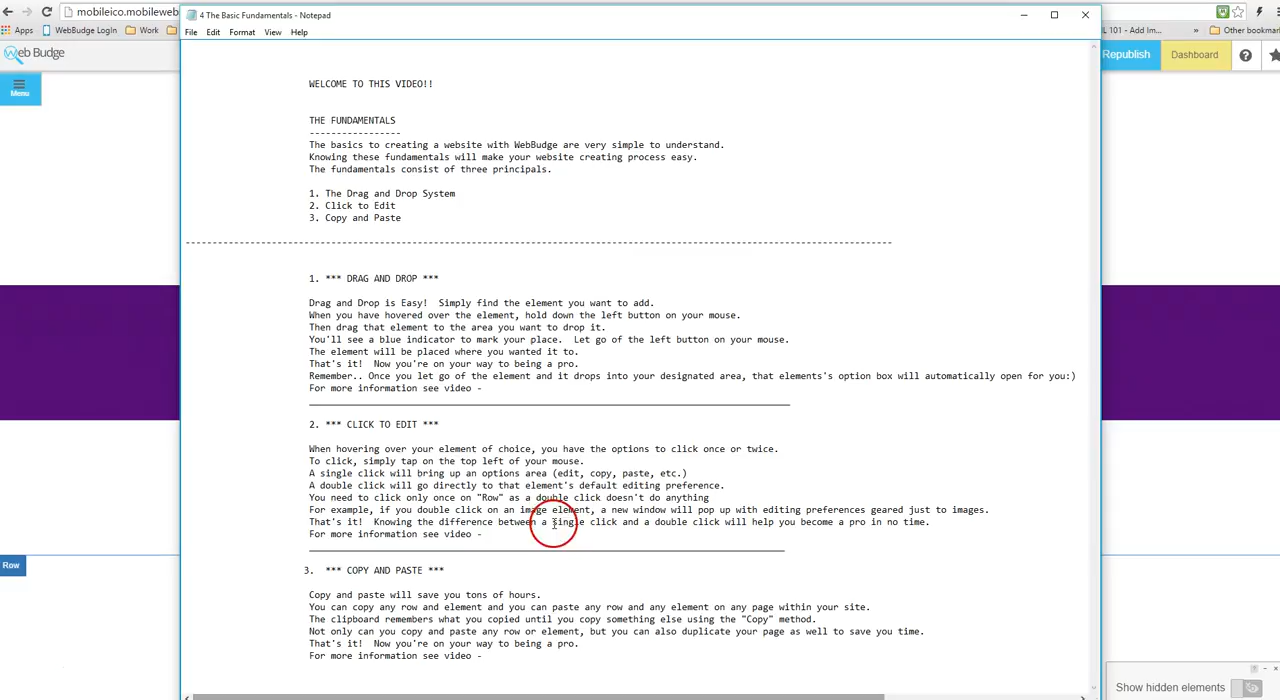 mobileico.mobileweb
4 The Basic Fundamentals - Notepad
Apps WebBudge LogIn Work
File Edit Format View Help
IL 101 - Add Im... » Other bookmar
Web Budge
Republish Dashboard
Menu
WELCOME TO THIS VIDEO!!
THE FUNDAMENTALS
-----------------
The basics to creating a website with WebBudge are very simple to understand.
Knowing these fundamentals will make your website creating process easy.
The fundamentals consist of three principals.
1. The Drag and Drop System
2. Click to Edit
3. Copy and Paste
1. *** DRAG AND DROP ***
Drag and Drop is Easy! Simply find the element you want to add.
When you have hovered over the element, hold down the left button on your mouse.
Then drag that element to the area you want to drop it.
You'll see a blue indicator to mark your place. Let go of the left button on your mouse.
The element will be placed where you wanted it to.
That's it! Now you're on your way to being a pro.
Remember.. Once you let go of the element and it drops into your designated area, that elements's option box will automatically open for you:)
For more information see video -
2. *** CLICK TO EDIT ***
When hovering over your element of choice, you have the options to click once or twice.
To click, simply tap on the top left of your mouse.
A single click will bring up an options area (edit, copy, paste, etc.)
A double click will go directly to that element's default editing preference.
You need to click only once on "Row" as a double click doesn't do anything
For example, if you double click on an image element, a new window will pop up with editing preferences geared just to images.
That's it! Knowing the difference between a single click and a double click will help you become a pro in no time.
For more information see video -
Row
3. *** COPY AND PASTE ***
Copy and paste will save you tons of hours.
You can copy any row and element and you can paste any row and any element on any page within your site.
The clipboard remembers what you copied until you copy something else using the "Copy" method.
Not only can you copy and paste any row or element, but you can also duplicate your page as well to save you time.
That's it! Now you're on your way to being a pro.
For more information see video -
Show hidden elements